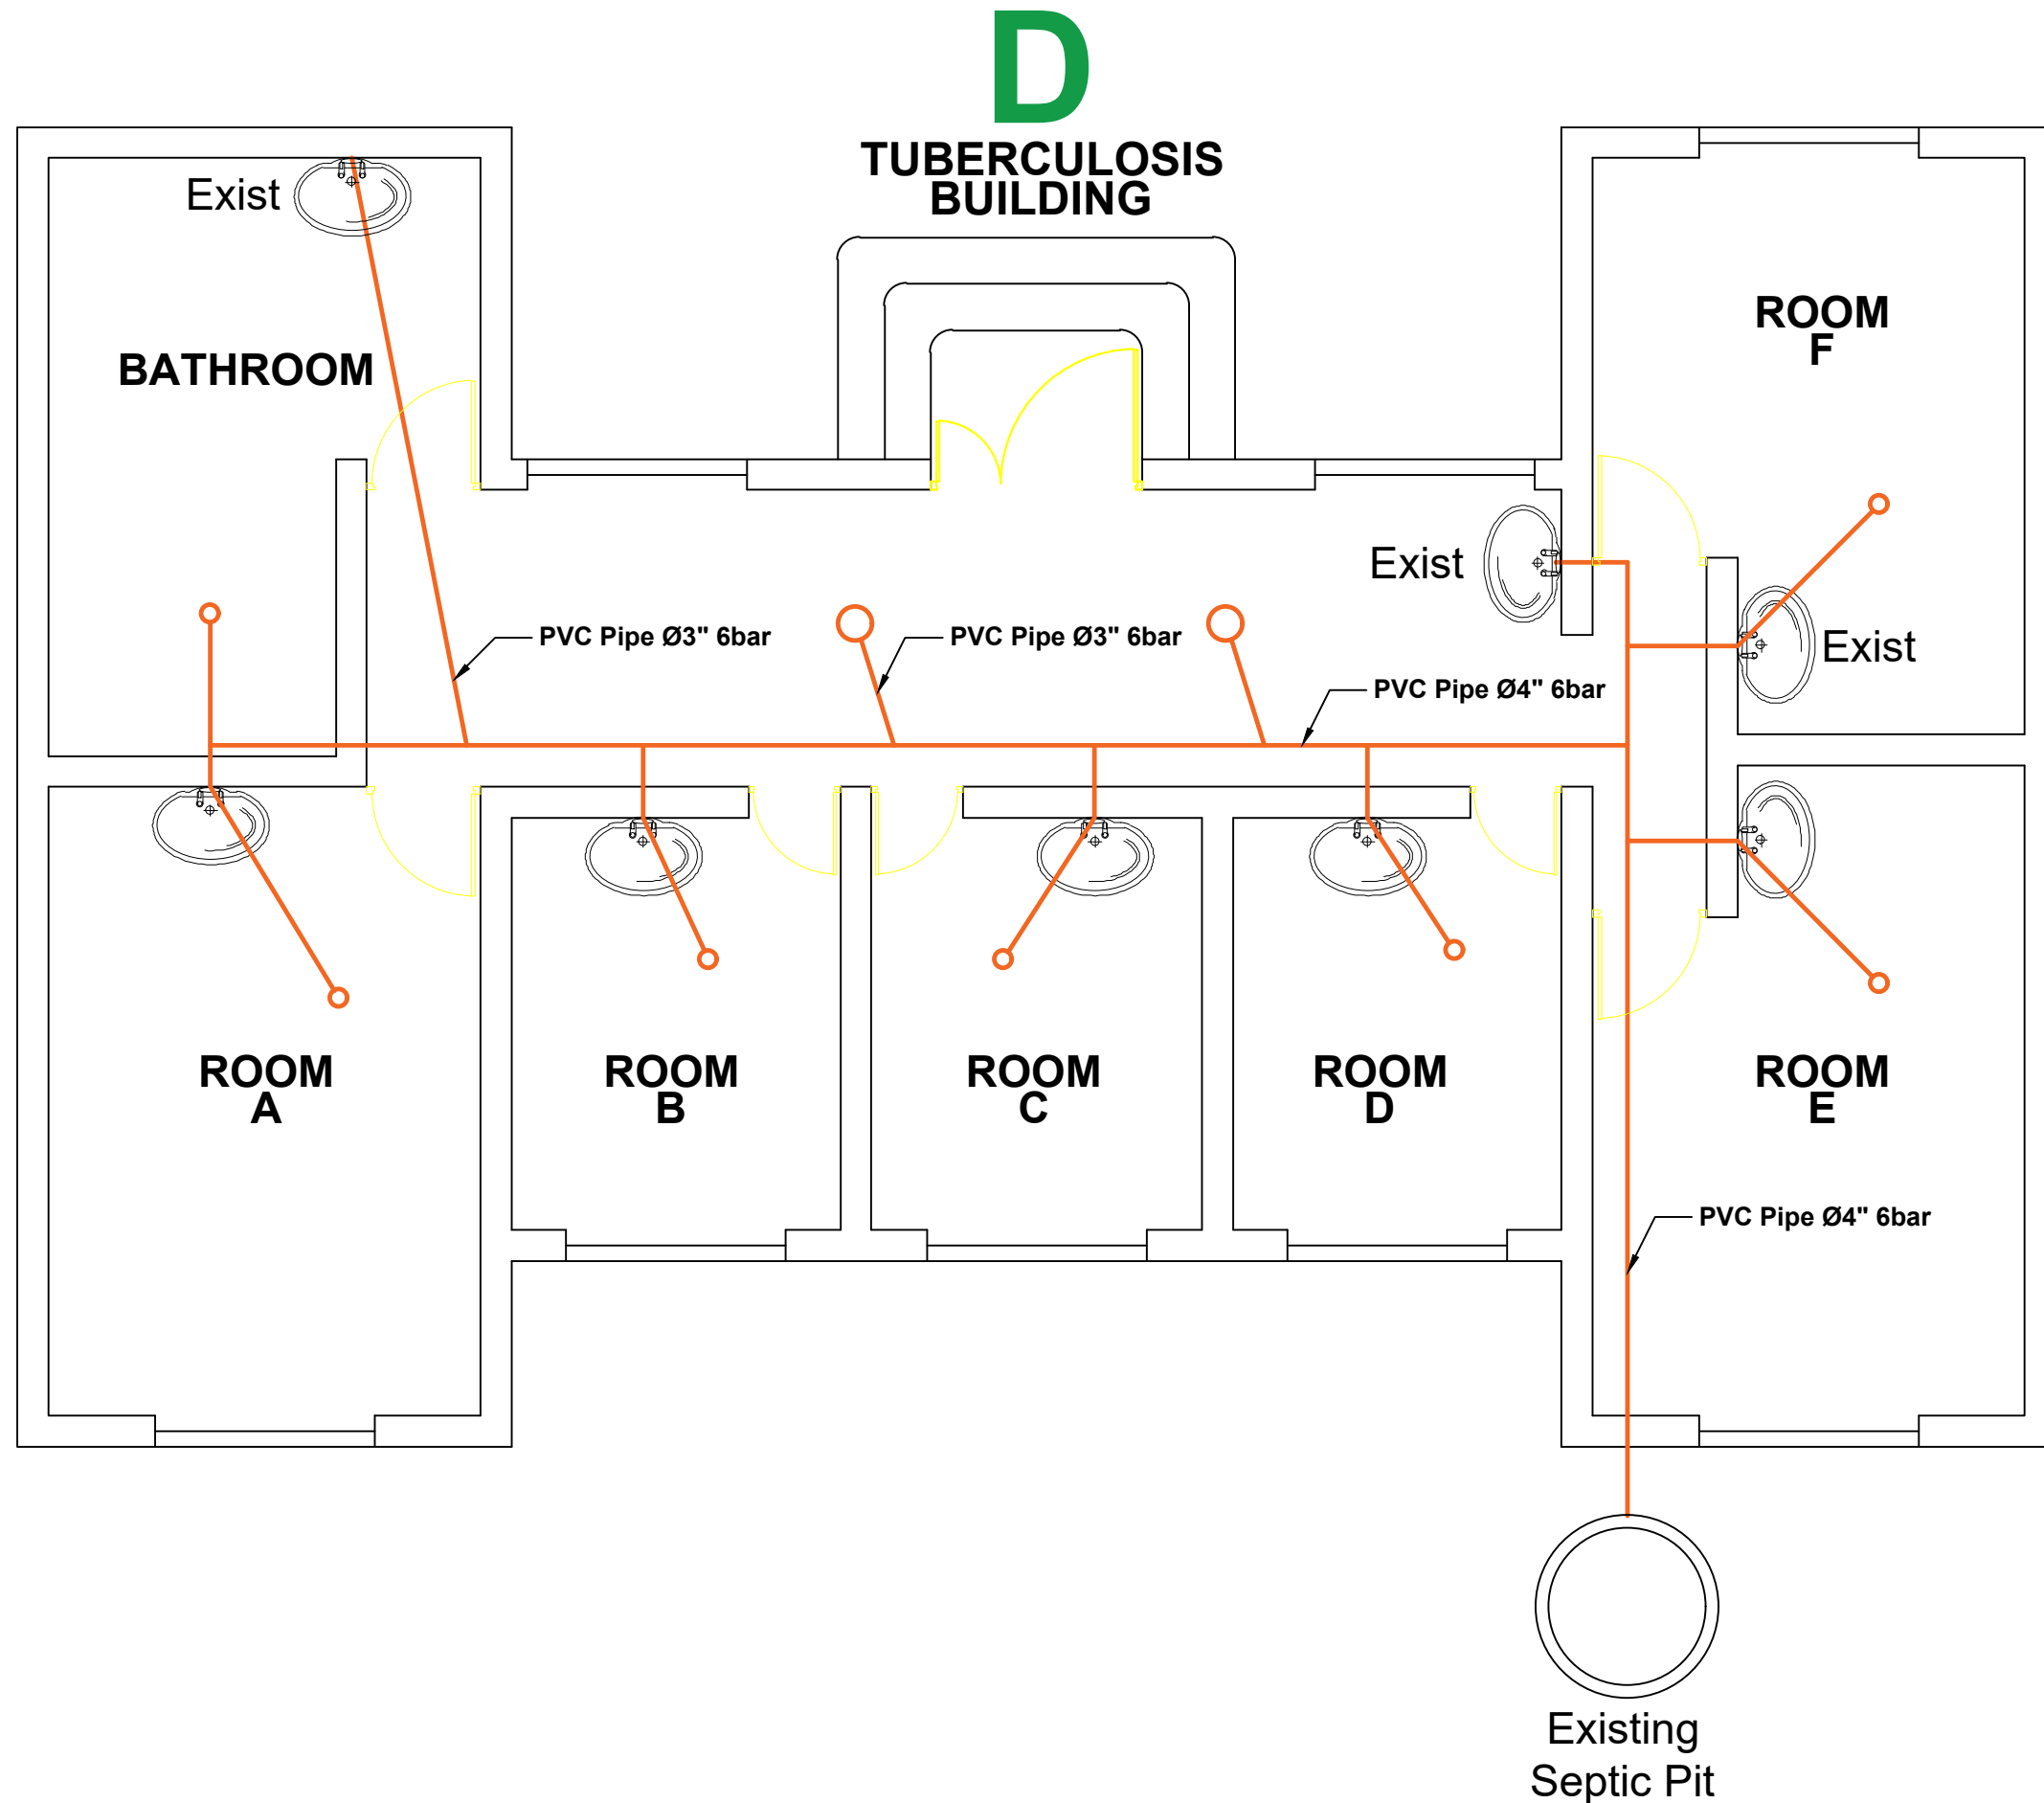 D
TUBERCULOSIS
BUILDING
Exist
ROOM
F
BATHROOM
Exist
PVC Pipe Ø3" 6bar
PVC Pipe Ø3" 6bar
Exist
PVC Pipe Ø4" 6bar
ROOM
A
ROOM
B
ROOM
C
ROOM
D
ROOM
E
PVC Pipe Ø4" 6bar
Existing
Septic Pit